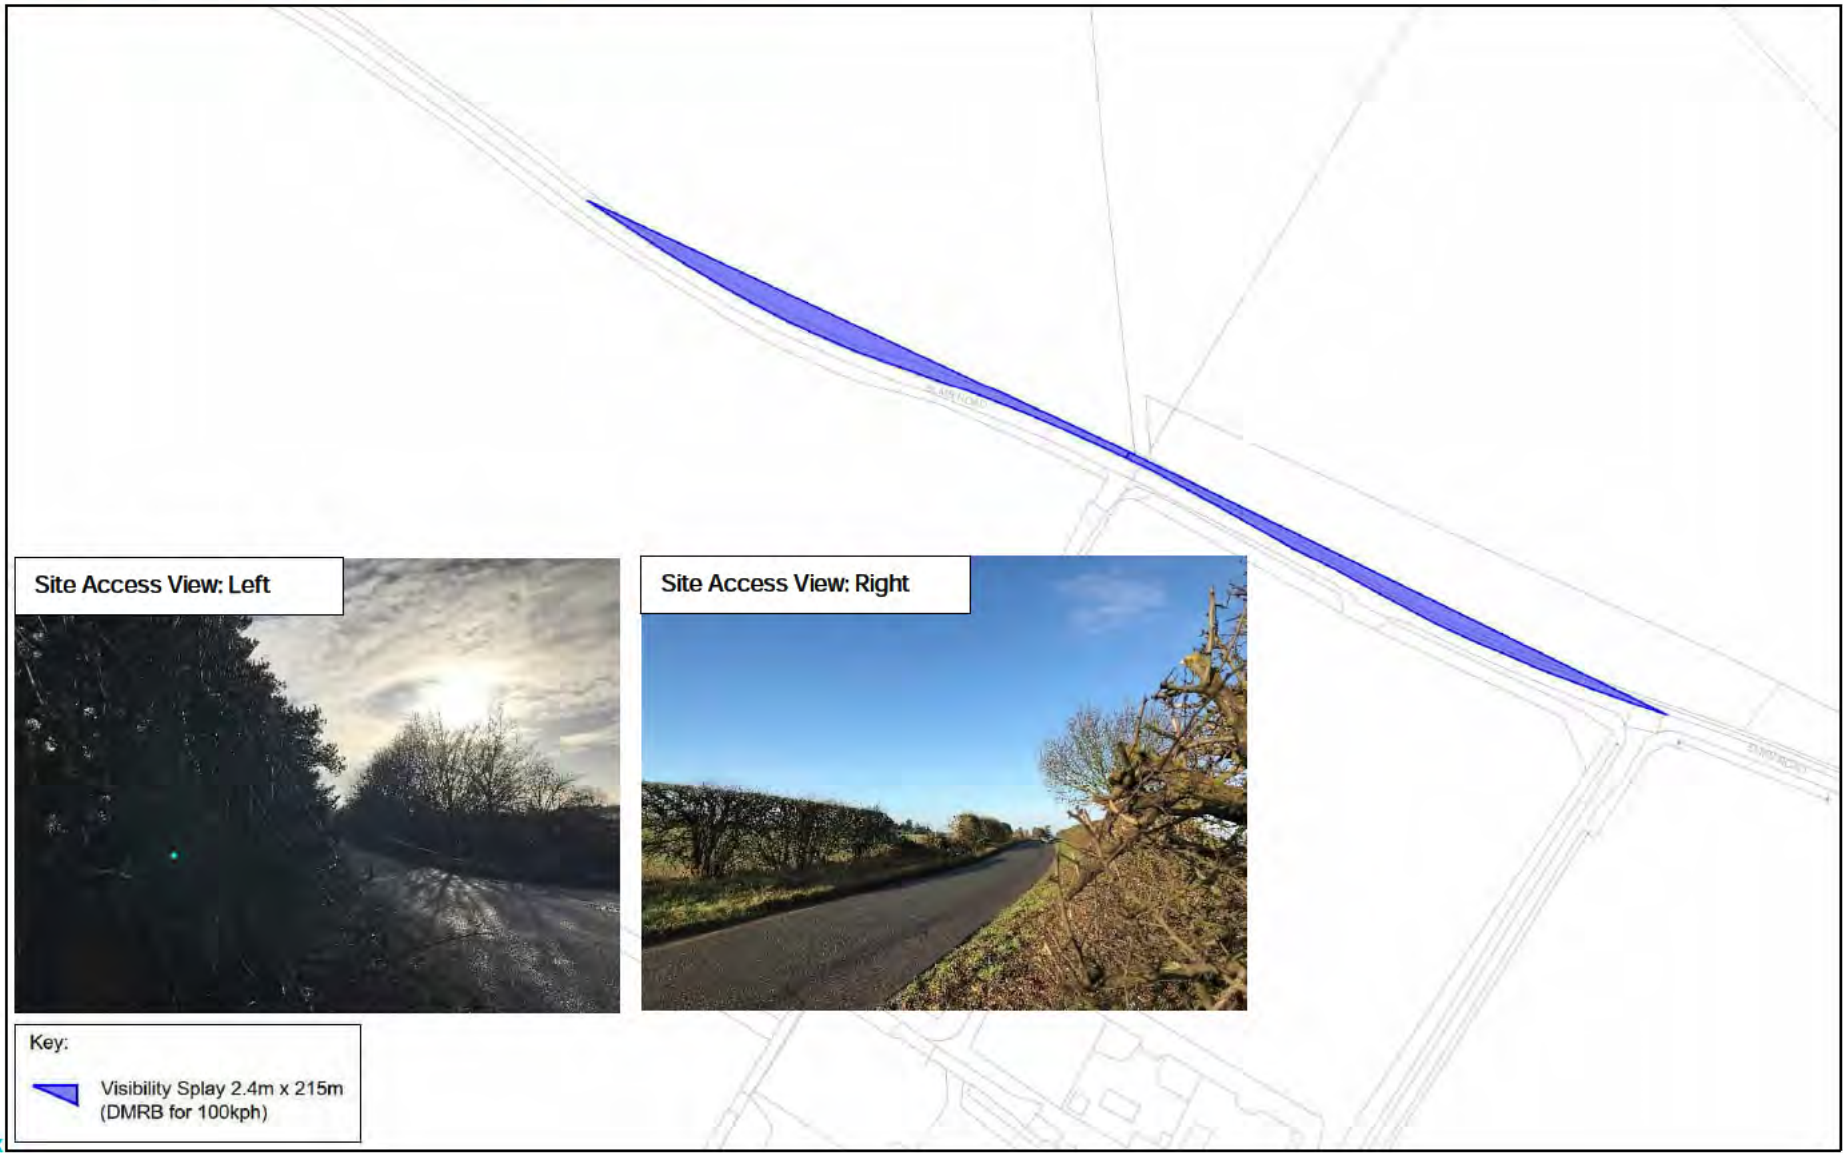 Site Access View: Left
Site Access View: Right
Key:
Visibility Splay 2.4m x 215m
(DMRB for 100kph)